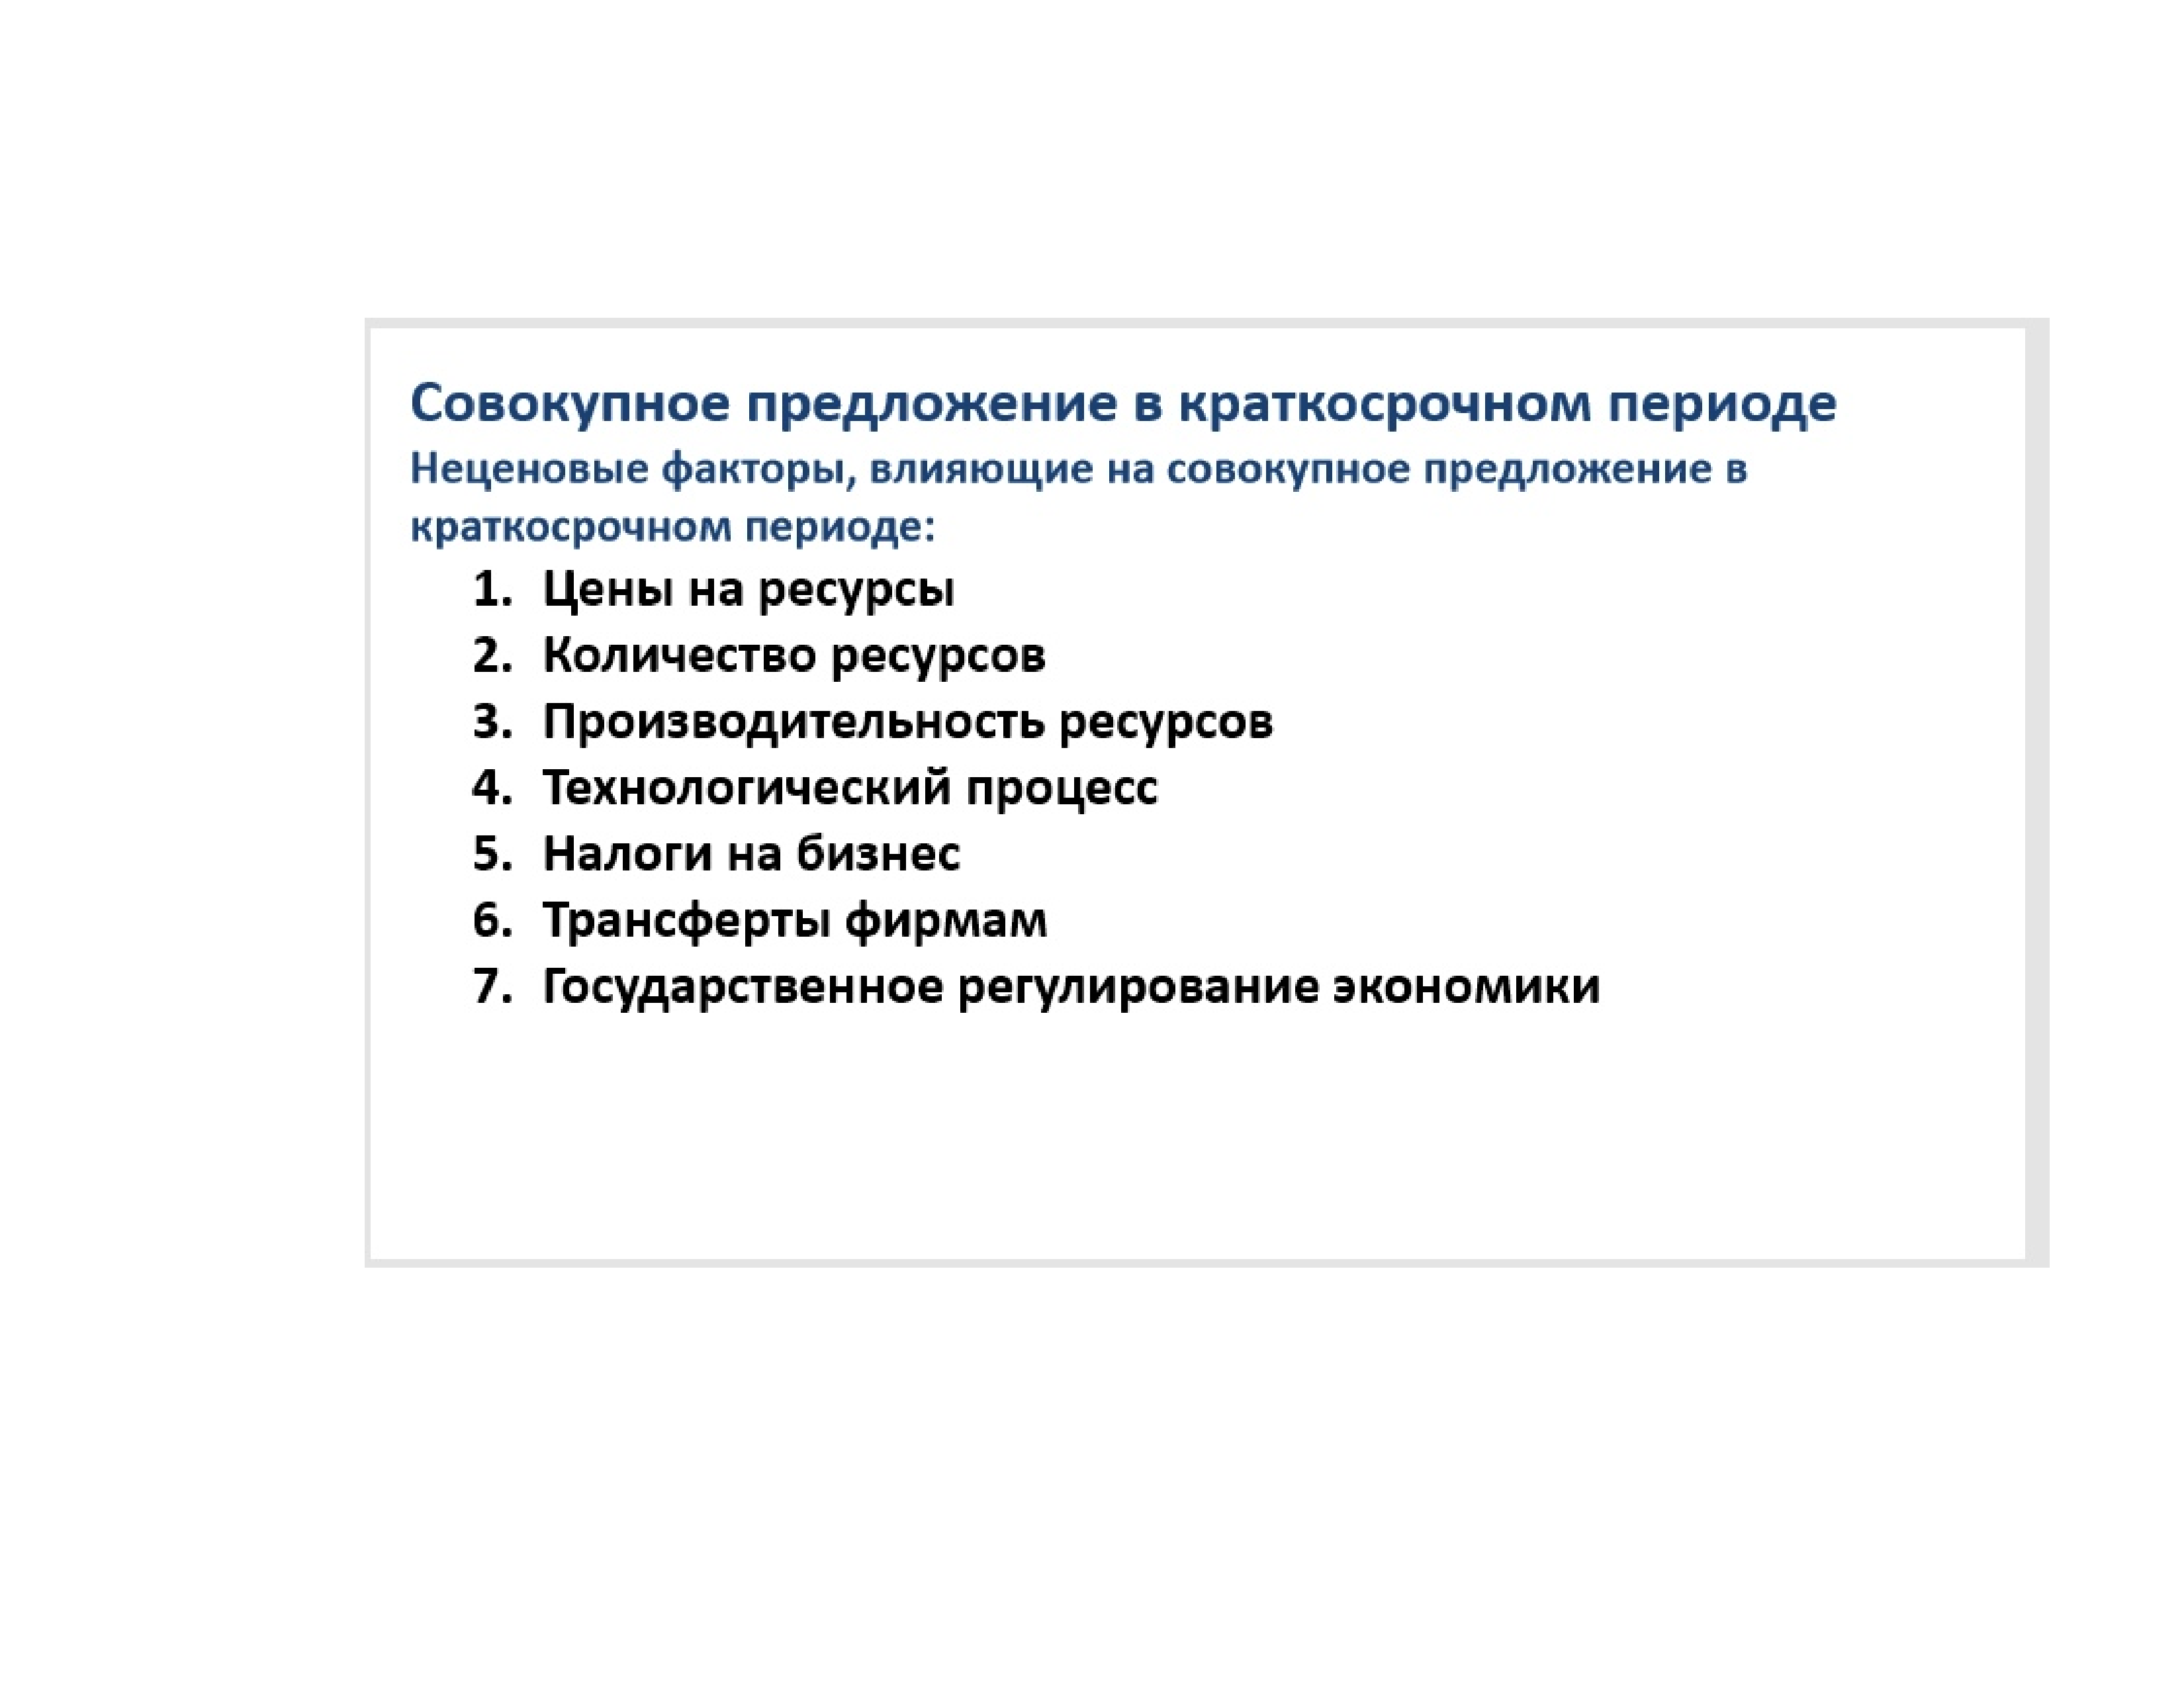 Совокупное предложение в краткосрочном периоде
Неценовые факторы, влияющие на совокупное предложение в
краткосрочном периоде:
1. Цены на ресурсы
2. Количество ресурсов
3. Производительность ресурсов
4. Технологический процесс
5. Налоги на бизнес
6. Трансферты фирмам
7. Государственное регулирование экономики